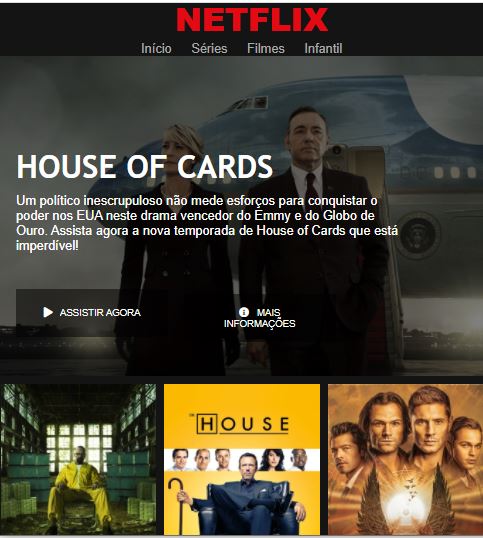 NETFLIX
Início Séries Filmes Infantil
HOUSE OF CARDS
Um político inescrupuloso não mede esforços para conquistar o
poder nos EUA neste drama vencedor do Emmy e do Globo de
Ouro. Assista agora a nova temporada de House of Cards que está
imperdível!
ASSISTIR AGORA
MAIS
INFORMAÇÕES
HOUSE